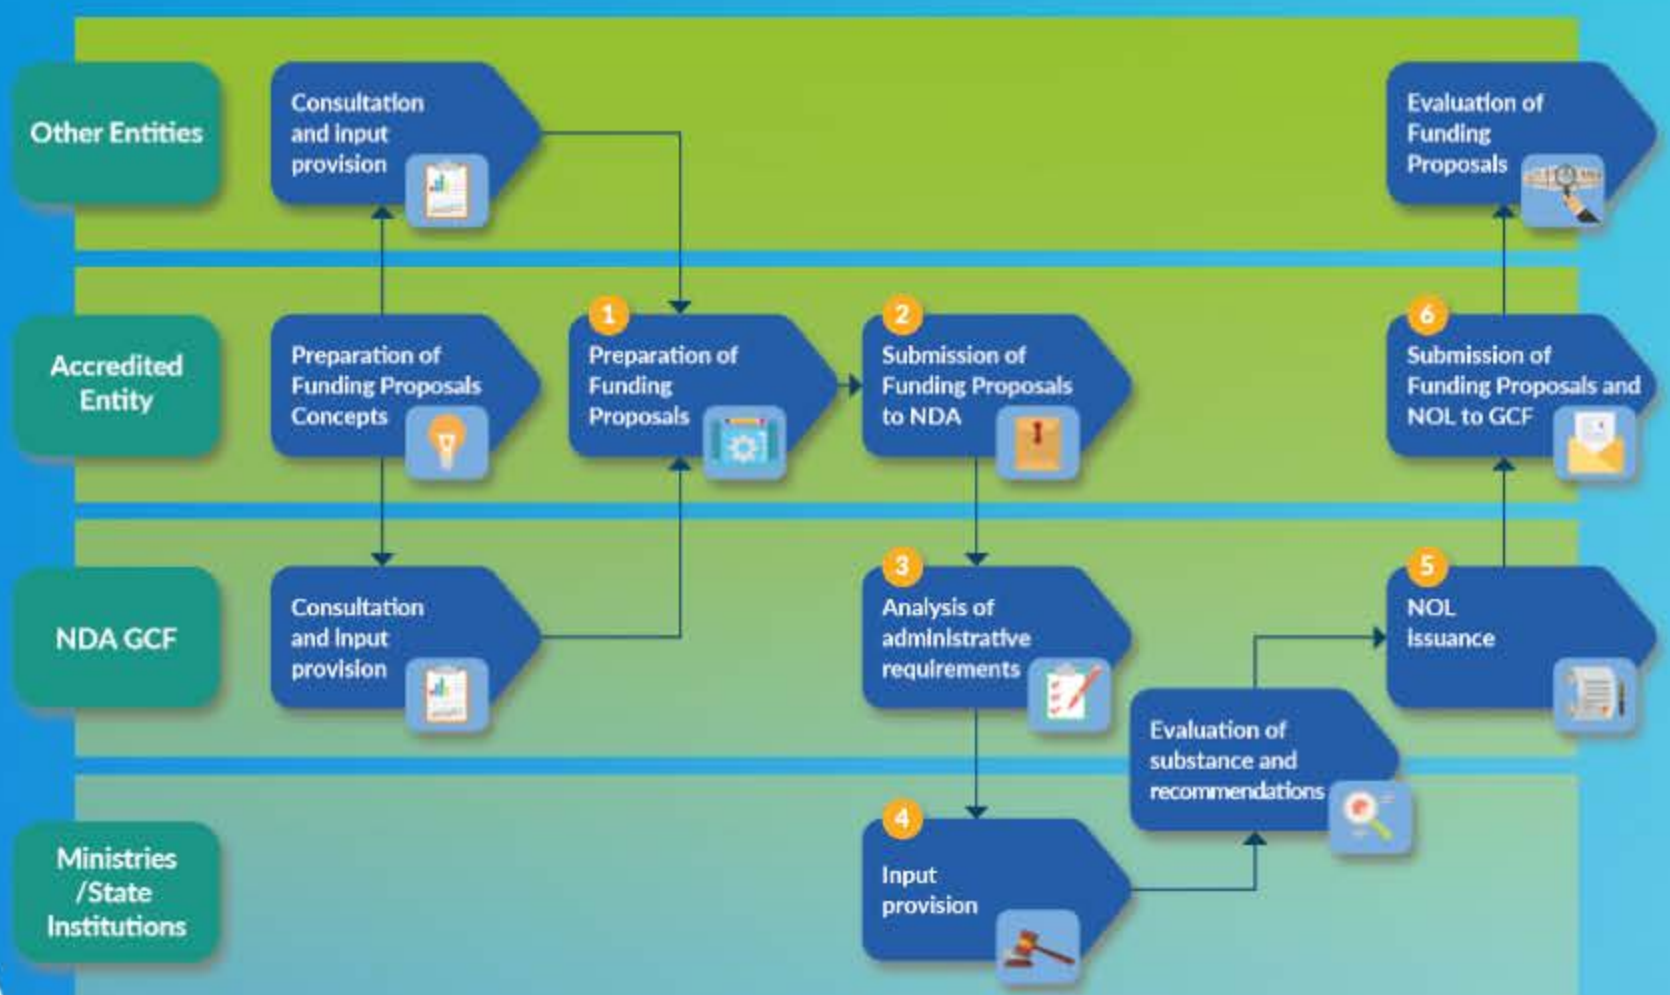 Other Entities
Consultation
and input
provision
Evaluation of
Funding
Proposals
Accredited
Entity
Preparation of
Funding Proposals
Concepts
1
Preparation of
Funding
Proposals
2
Submission of
Funding Proposals
to NDA
6
Submission of
Funding Proposals and
NOL to GCF
NDA GCF
Consultation
and input
provision
3
Analysis of
administrative
requirements
5
NOL
issuance
Evaluation of
substance and
recommendations
Ministries
/State
Institutions
4
Input
provision